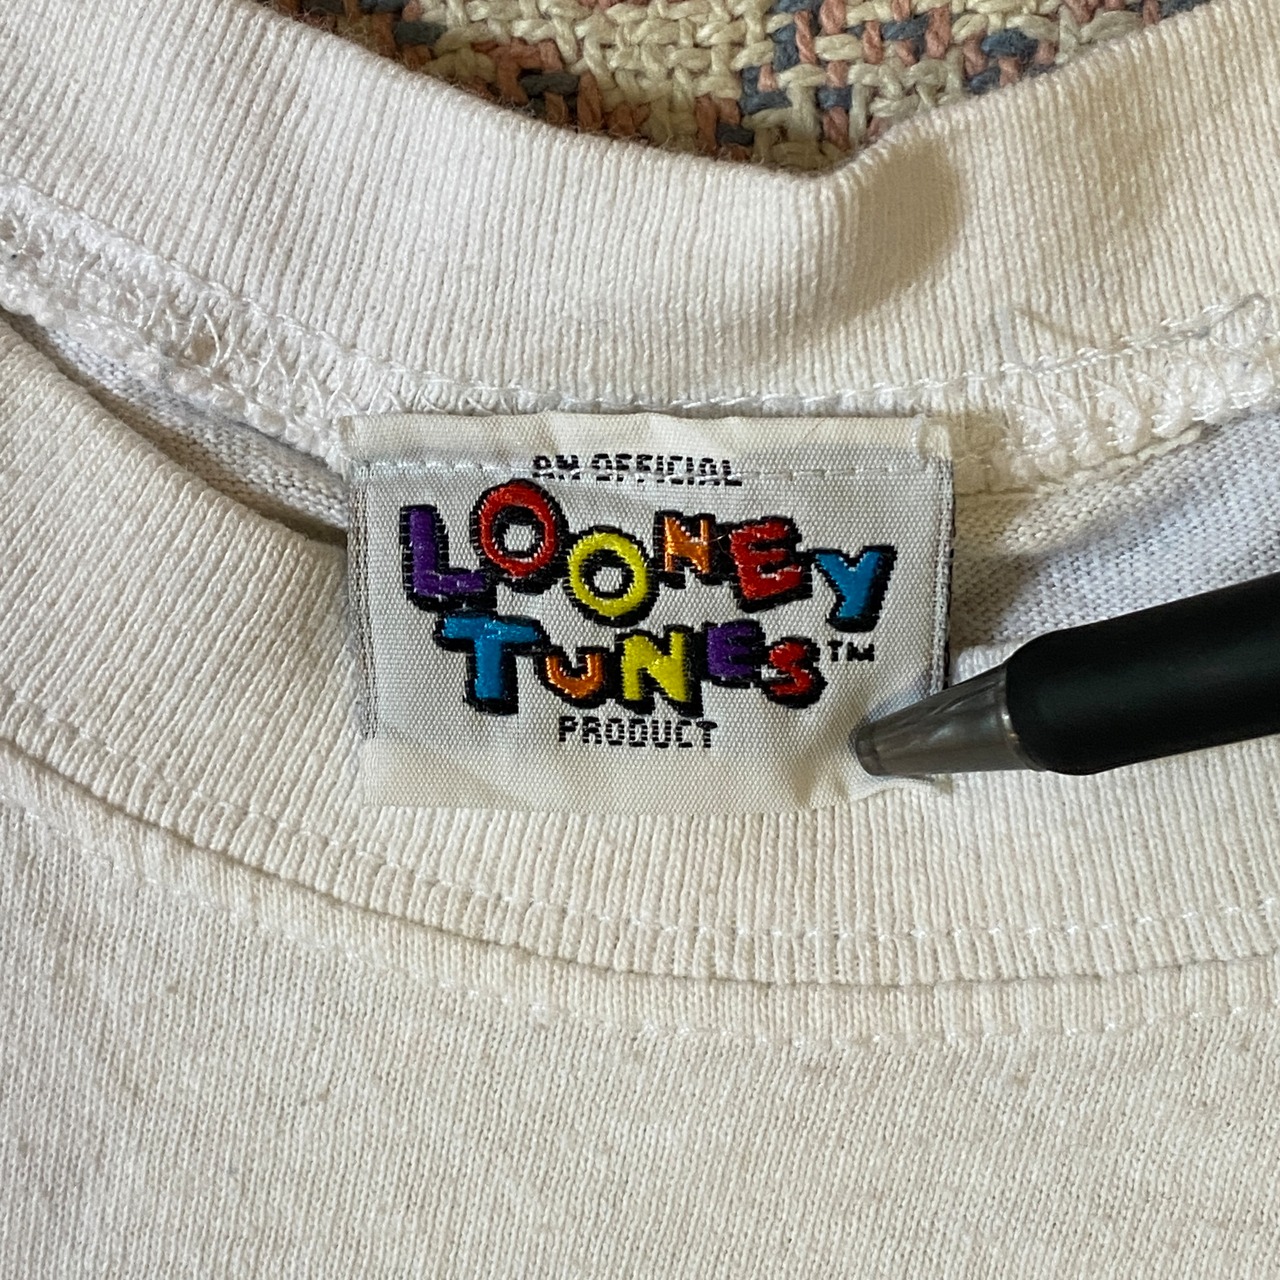 AN OFFICIAL
LOONEY
TUNES™
PRODUCT